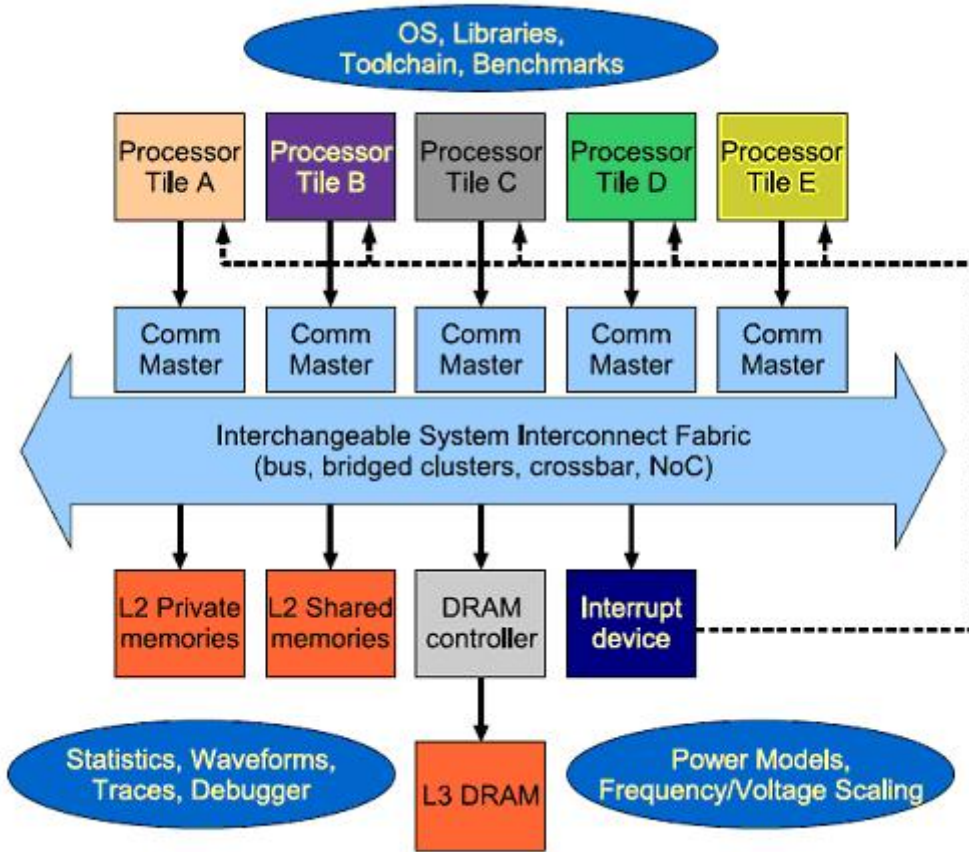 OS, Libraries,
Toolchain, Benchmarks
Processor
Tile A
Processor
Tile B
Processor
Tile C
Processor
Tile D
Processor
Tile E
Comm
Master
Comm
Master
Comm
Master
Comm
Master
Comm
Master
Interchangeable System Interconnect Fabric
(bus, bridged clusters, crossbar, NoC)
L2 Private
memories
L2 Shared
memories
DRAM
controller
Interrupt
device
Statistics, Waveforms,
Traces, Debugger
L3 DRAM
Power Models,
Frequency/Voltage Scaling